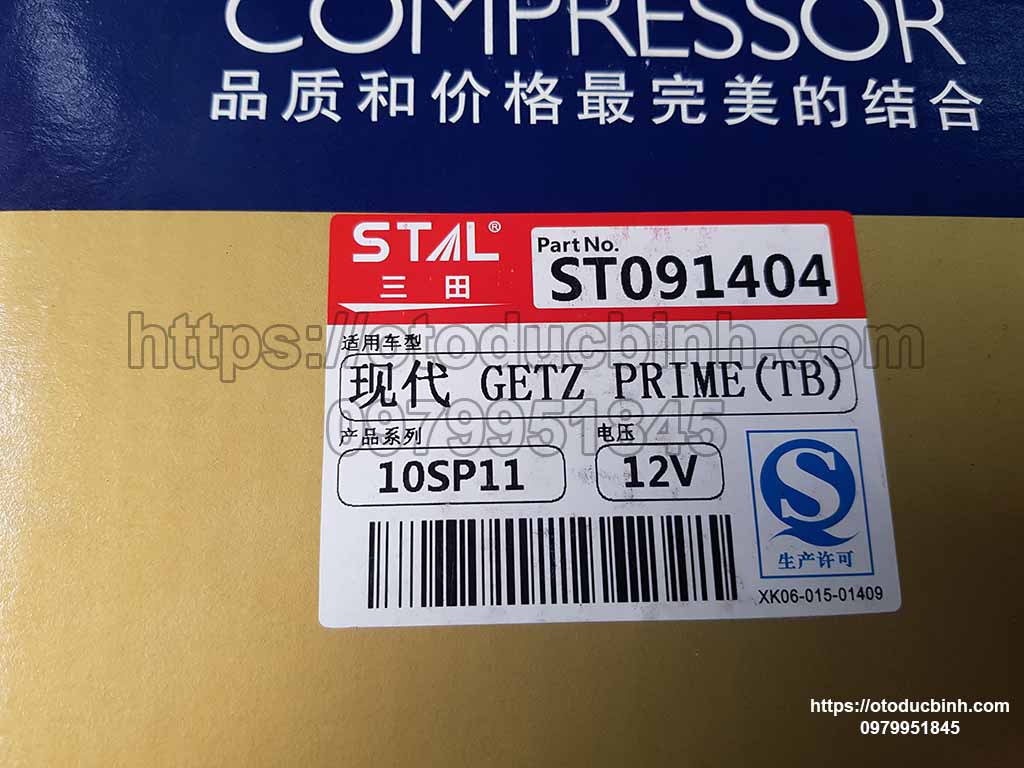 COMPRESSOR
品质和价格最完美的结合
STAL®
三田
Part No.
ST091404
https://otoducbinh.com
适用车型
现代 GETZ PRIME(TB)
0979951845
产品系列
电压
10SP11
12V
S
生产许可
XK06-015-01409
https://otoducbinh.com
0979951845